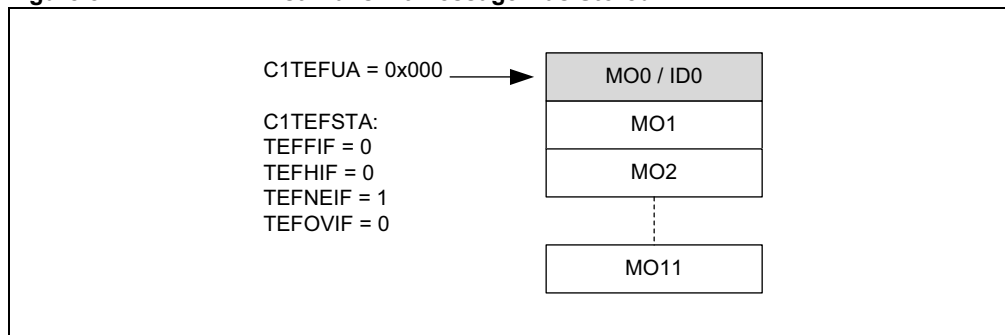 C1TEFUA = 0x000
MO0 / ID0
C1TEFSTA:
TEFFIF = 0
TEFHIF = 0
TEFNEIF = 1
TEFOVIF = 0
MO1
MO2
MO11